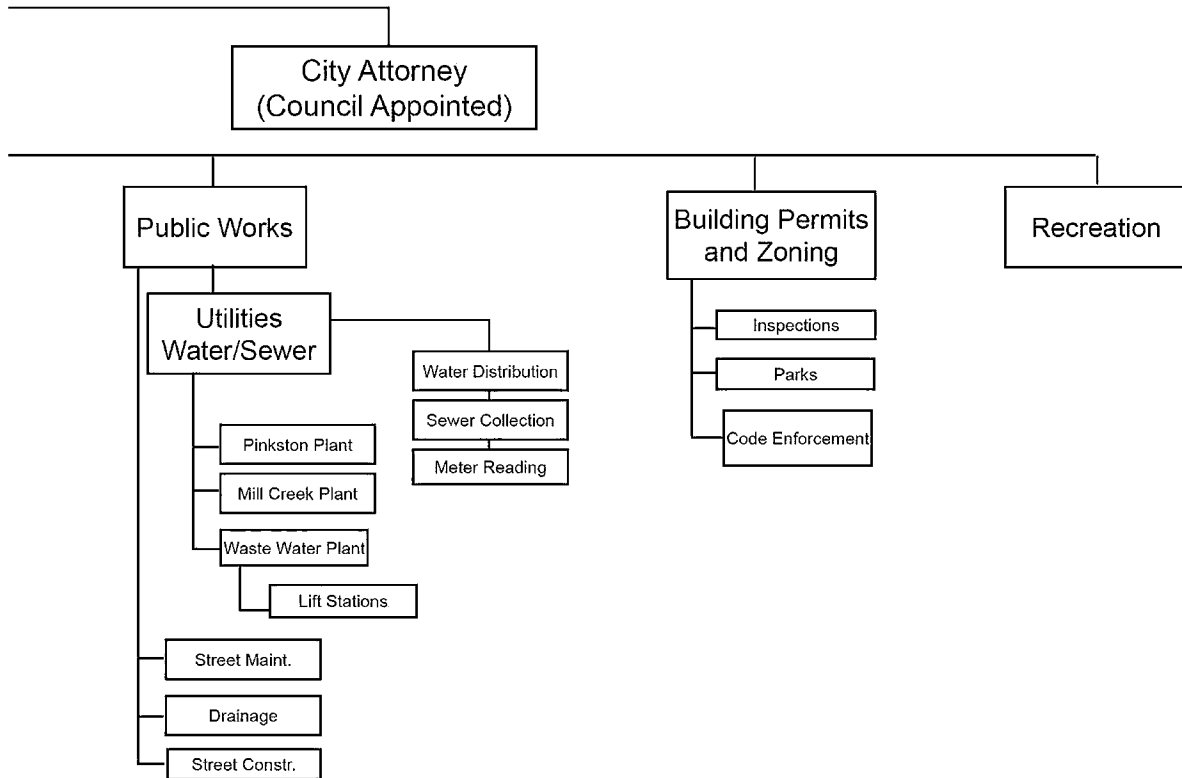 City Attorney
(Council Appointed)
Public Works
Building Permits
and Zoning
Recreation
Utilities
Water/Sewer
Water Distribution
Sewer Collection
Meter Reading
Inspections
Parks
Code Enforcement
Pinkston Plant
Mill Creek Plant
Waste Water Plant
Lift Stations
Street Maint.
Drainage
Street Constr.